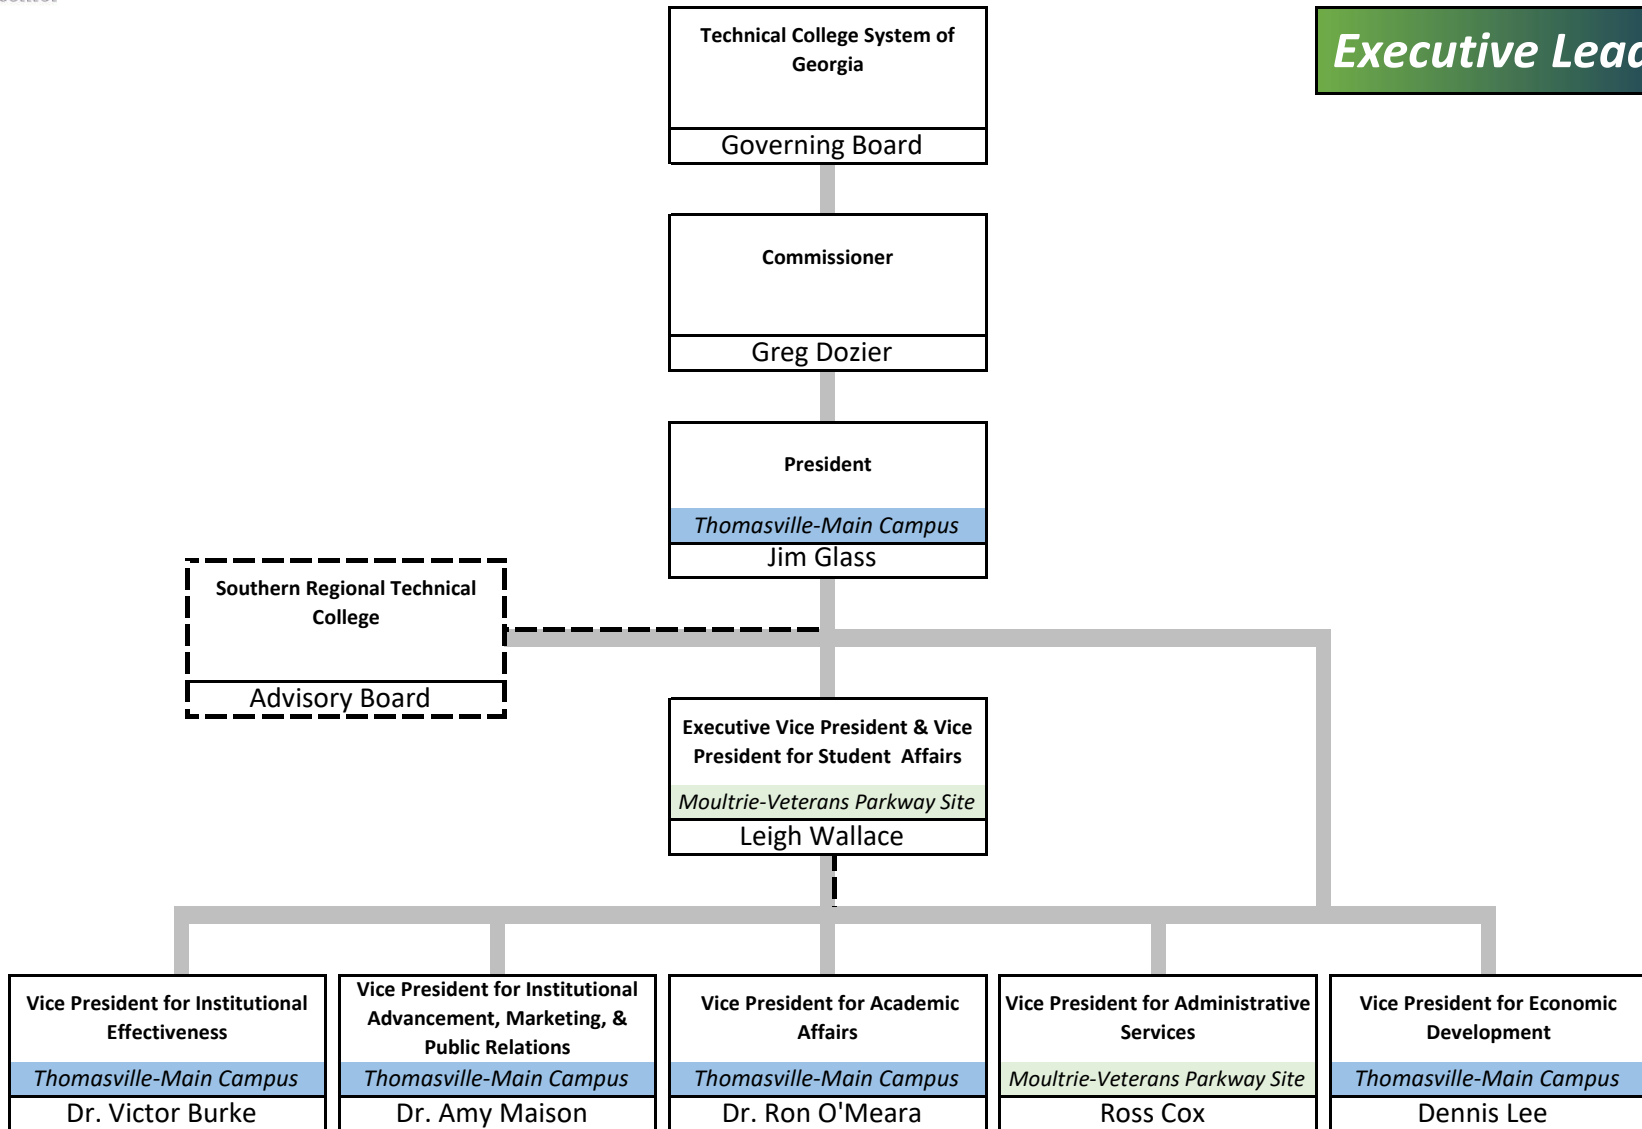 Executive Lead
Technical College System of
Georgia
Governing Board
Commissioner
Greg Dozier
President
Thomasville-Main Campus
Jim Glass
Southern Regional Technical
College
Advisory Board
Executive Vice President & Vice
President for Student  Affairs
Moultrie-Veterans Parkway Site
Leigh Wallace
Vice President for Institutional
Effectiveness
Thomasville-Main Campus
Dr. Victor Burke
Vice President for Institutional
Advancement, Marketing, &
Public Relations
Thomasville-Main Campus
Dr. Amy Maison
Vice President for Academic
Affairs
Thomasville-Main Campus
Dr. Ron O'Meara
Vice President for Administrative
Services
Moultrie-Veterans Parkway Site
Ross Cox
Vice President for Economic
Development
Thomasville-Main Campus
Dennis Lee